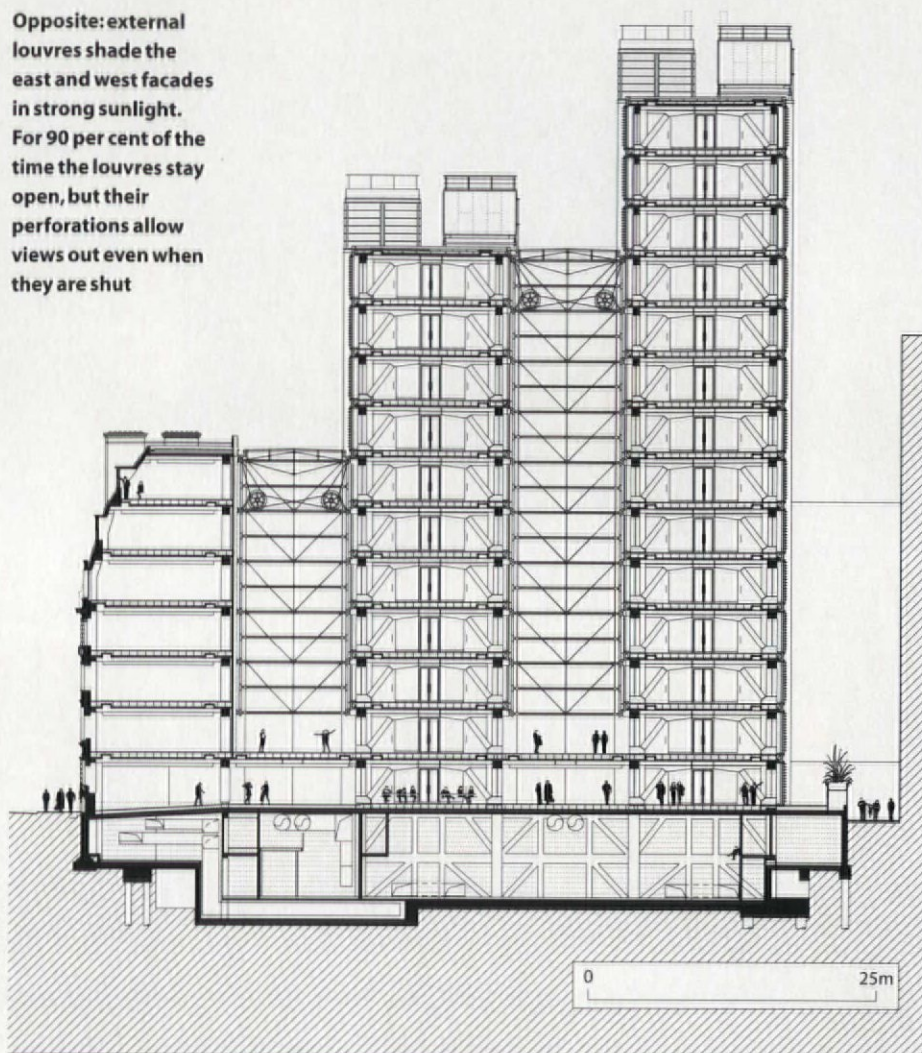 Opposite: external
louvres shade the
east and west facades
in strong sunlight.
For 90 per cent of the
time the louvres stay
open, but their
perforations allow
views out even when
they are shut
0 25m